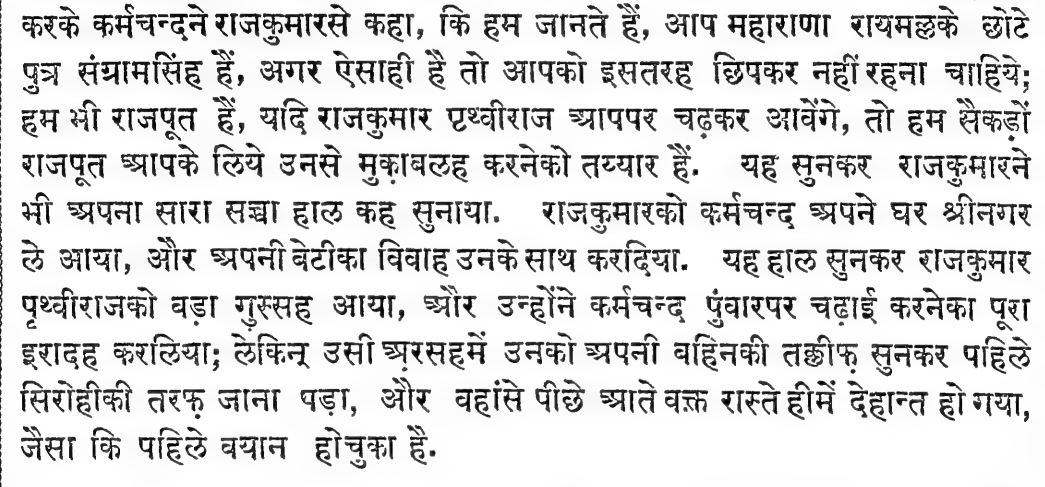 करके कर्मचन्दने राजकुमारसे कहा, कि हम जानते हैं, आप महाराणा रायमल्लके छोटे
पुत्र संग्रामसिंह हैं, अगर ऐसाही है तो आपको इसतरह छिपकर नहीं रहना चाहिये;
हम भी राजपूत हैं, यदि राजकुमार पृथ्वीराज आपपर चढ़कर आवेंगे, तो हम सैकड़ों
राजपूत आपके लिये उनसे मुक़ाबलह करनेको तय्यार हैं. यह सुनकर राजकुमारने
भी अपना सारा सच्चा हाल कह सुनाया. राजकुमारको कर्मचन्द अपने घर श्रीनगर
ले आया, और अपनी बेटीका विवाह उनके साथ करदिया. यह हाल सुनकर राजकुमार
पृथ्वीराजको बड़ा गुस्सह आया, और उन्होंने कर्मचन्द पुंवारपर चढ़ाई करनेका पूरा
इरादह करलिया; लेकिन् उसी अ़रसहमें उनको अपनी बहिनकी तक्लीफ़ सुनकर पहिले
सिरोहीकी तरफ़ जाना पड़ा, और वहांसे पीछे आते वक़्त रास्ते हीमें देहान्त हो गया,
जैसा कि पहिले बयान होचुका है.